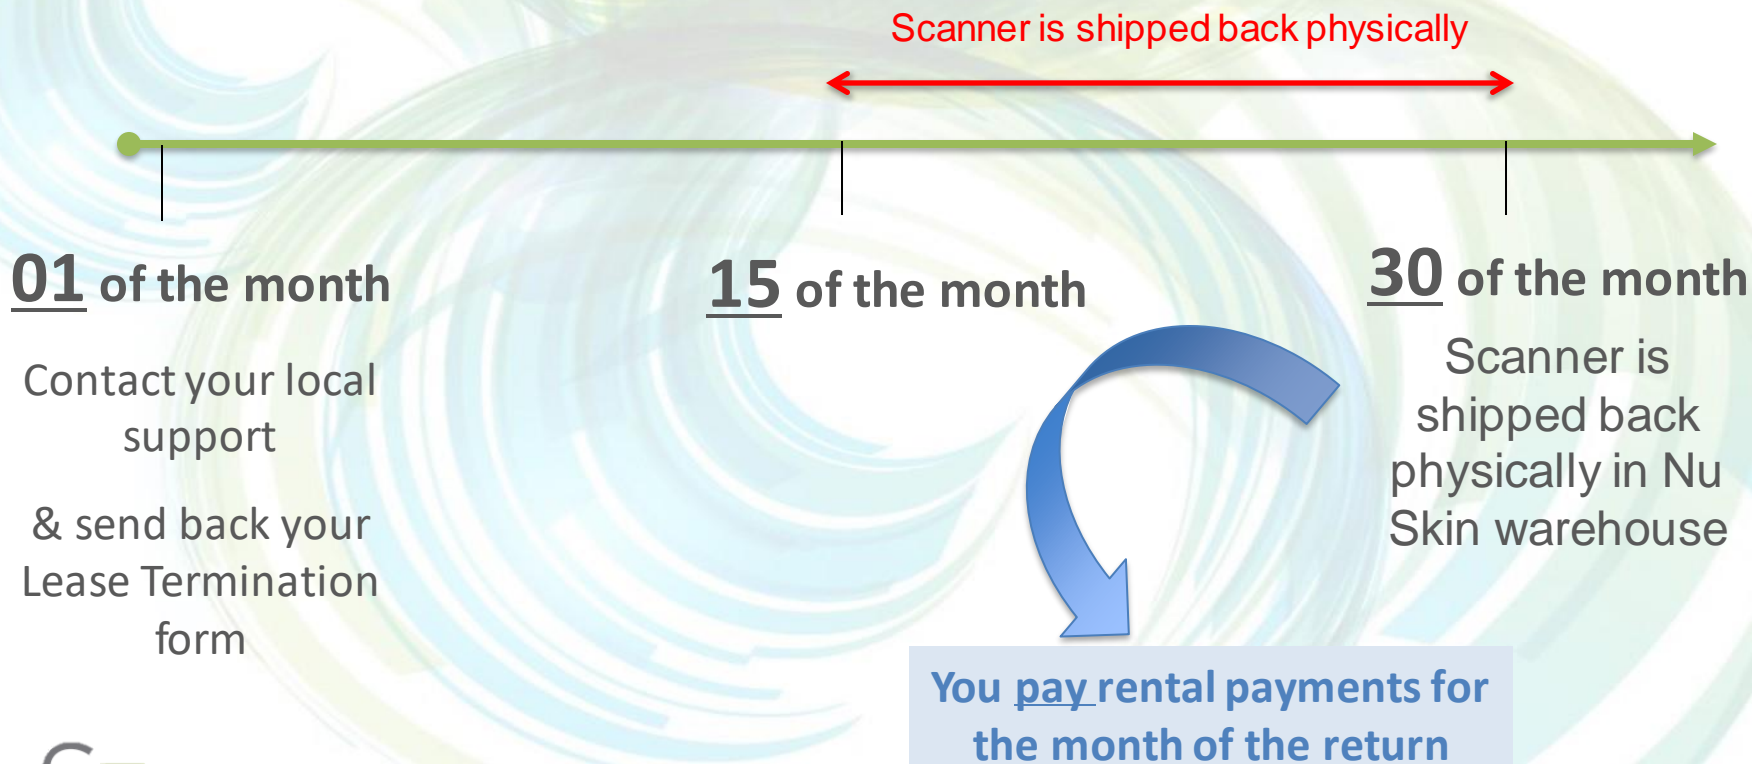 Scanner is shipped back physically
01 of the month
Contact your local
support
& send back your
Lease Termination
form
15 of the month
30 of the month
Scanner is
shipped back
physically in Nu
Skin warehouse
You pay rental payments for
the month of the return